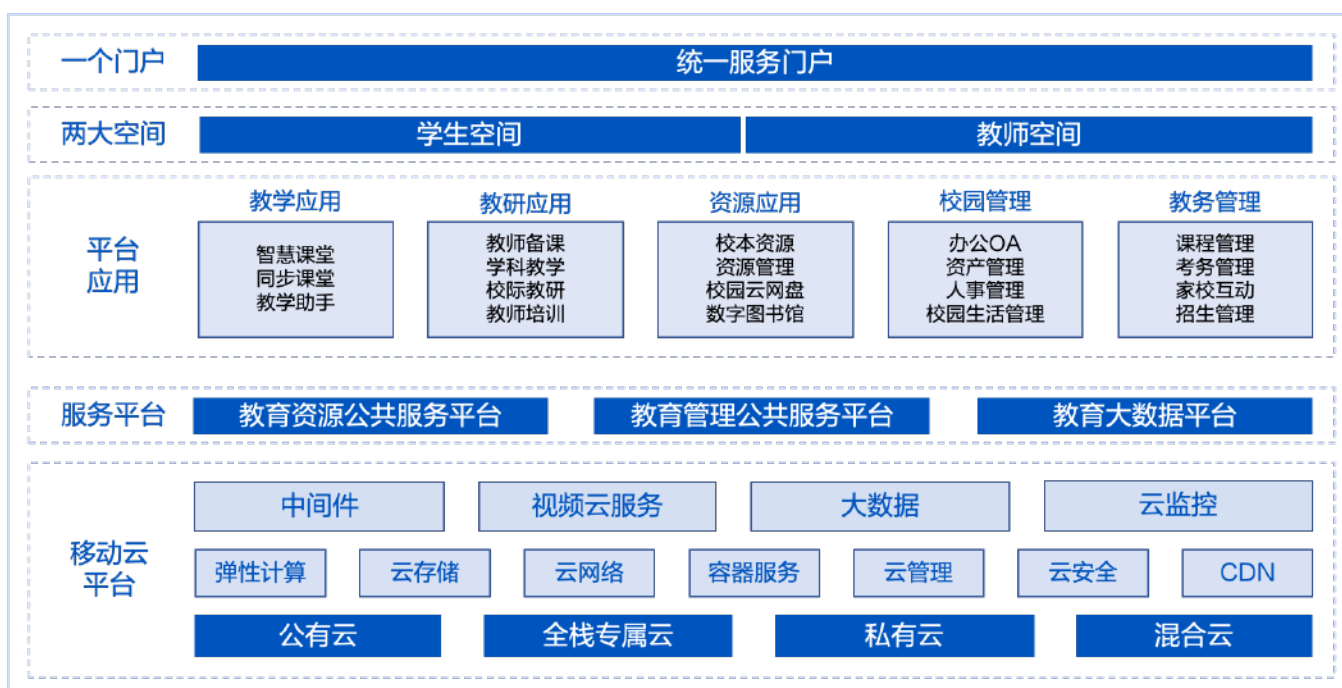 一个门户
统一服务门户
两大空间
学生空间
教师空间
平台
应用
教学应用
智慧课堂
同步课堂
教学助手
教研应用
教师备课
学科教学
校际教研
教师培训
资源应用
校本资源
资源管理
校园云网盘
数字图书馆
校园管理
办公OA
资产管理
人事管理
校园生活管理
教务管理
课程管理
考务管理
家校互动
招生管理
服务平台
教育资源公共服务平台
教育管理公共服务平台
教育大数据平台
移动云
平台
中间件
视频云服务
大数据
云监控
弹性计算
云存储
云网络
容器服务
云管理
云安全
CDN
公有云
全栈专属云
私有云
混合云